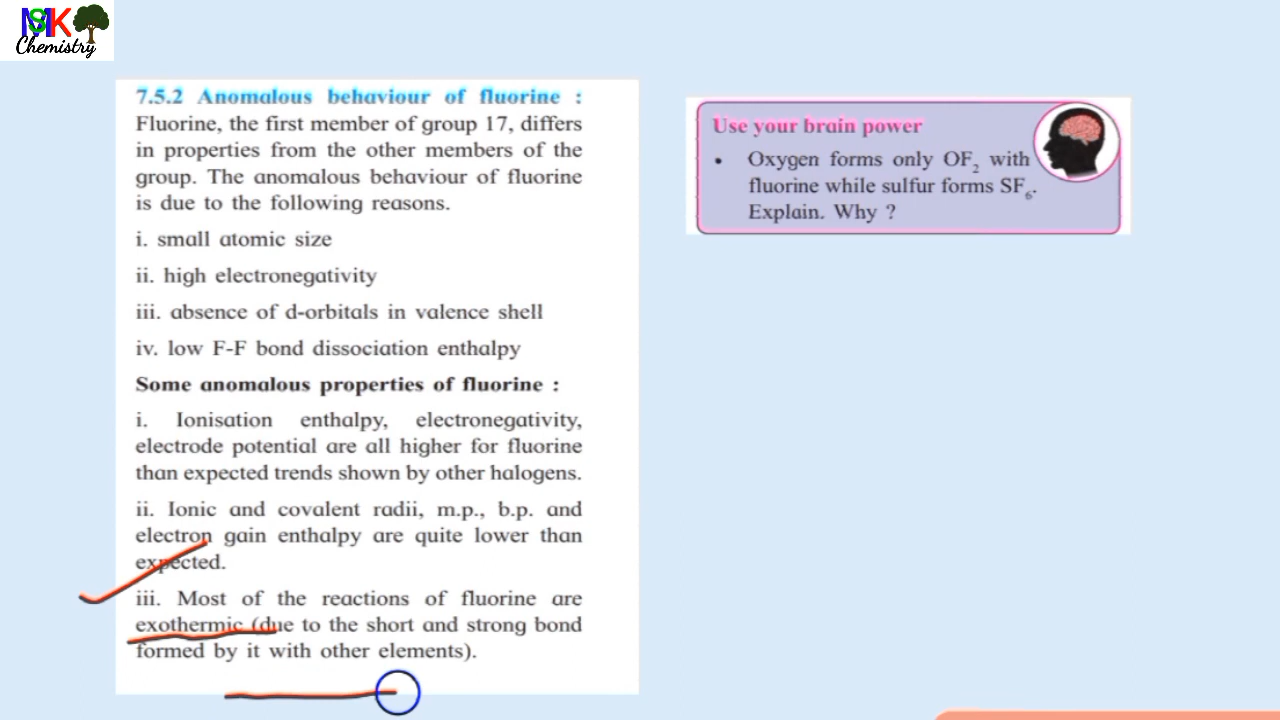 MSK
Chemistry
7.5.2 Anomalous behaviour of fluorine :
Fluorine, the first member of group 17, differs
in properties from the other members of the
group. The anomalous behaviour of fluorine
is due to the following reasons.
i. small atomic size
ii. high electronegativity
iii. absence of d-orbitals in valence shell
iv. low F-F bond dissociation enthalpy
Some anomalous properties of fluorine :
i. Ionisation enthalpy, electronegativity,
electrode potential are all higher for fluorine
than expected trends shown by other halogens.
ii. Ionic and covalent radii, m.p., b.p. and
electron gain enthalpy are quite lower than
expected.
iii. Most of the reactions of fluorine are
exothermic (due to the short and strong bond
formed by it with other elements).
Use your brain power
• Oxygen forms only OF₂ with
fluorine while sulfur forms SF₆.
Explain. Why ?